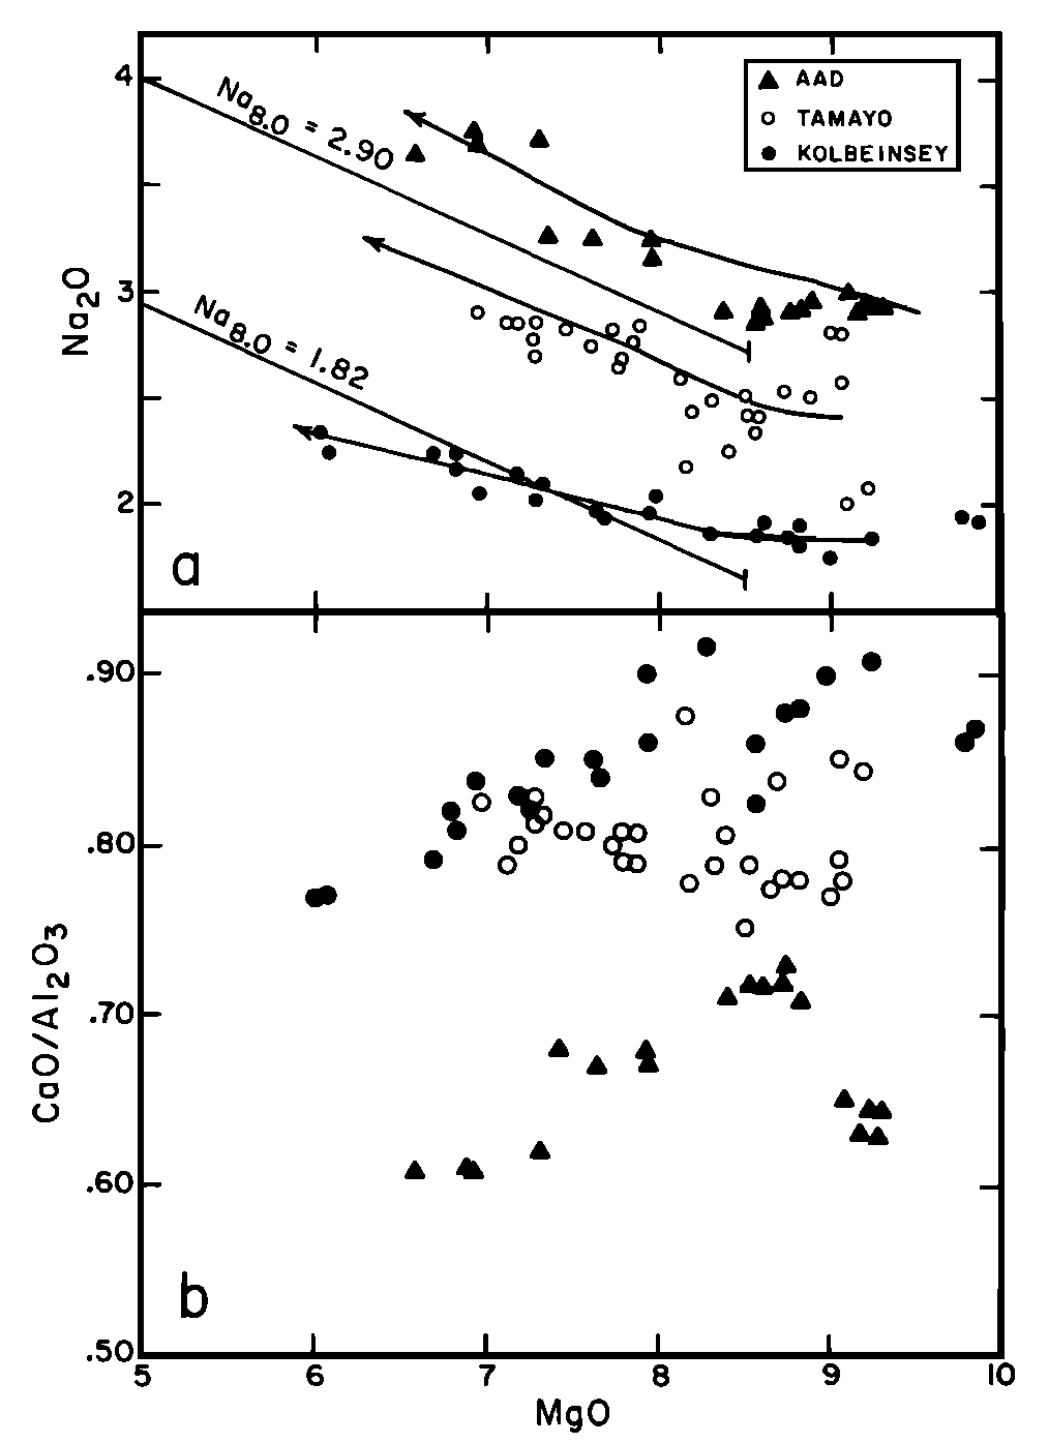 4
3
2
Na₂O
Na₈.₀ = 2.90
Na₈.₀ = 1.82
AAD
TAMAYO
KOLBEINSEY
a
.90
.80
.70
.60
.50
CaO/Al₂O₃
b
5 6 7 8 9 10
MgO